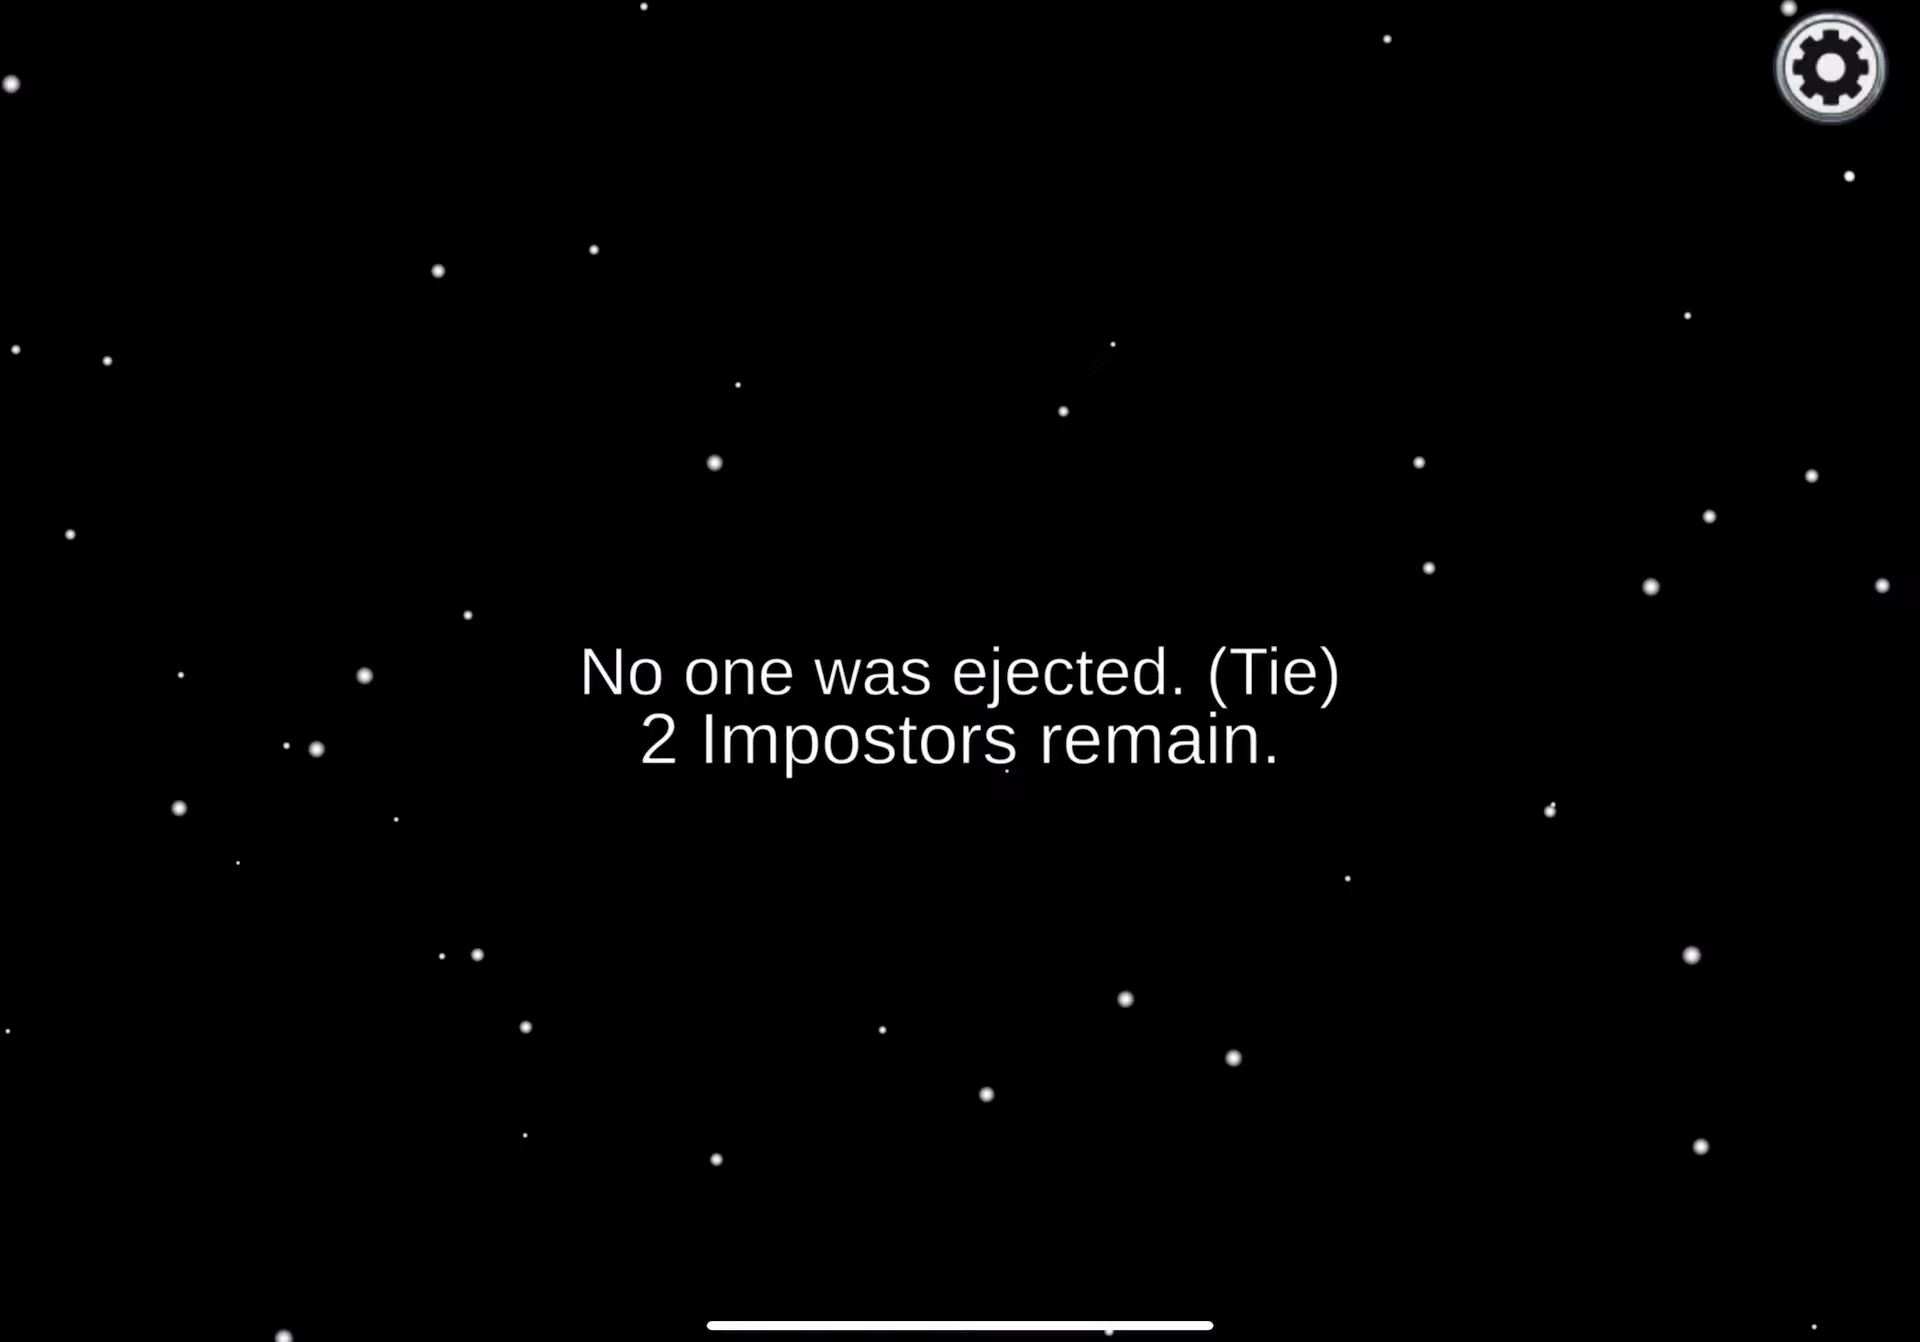 No one was ejected. (Tie)
2 Impostors remain.